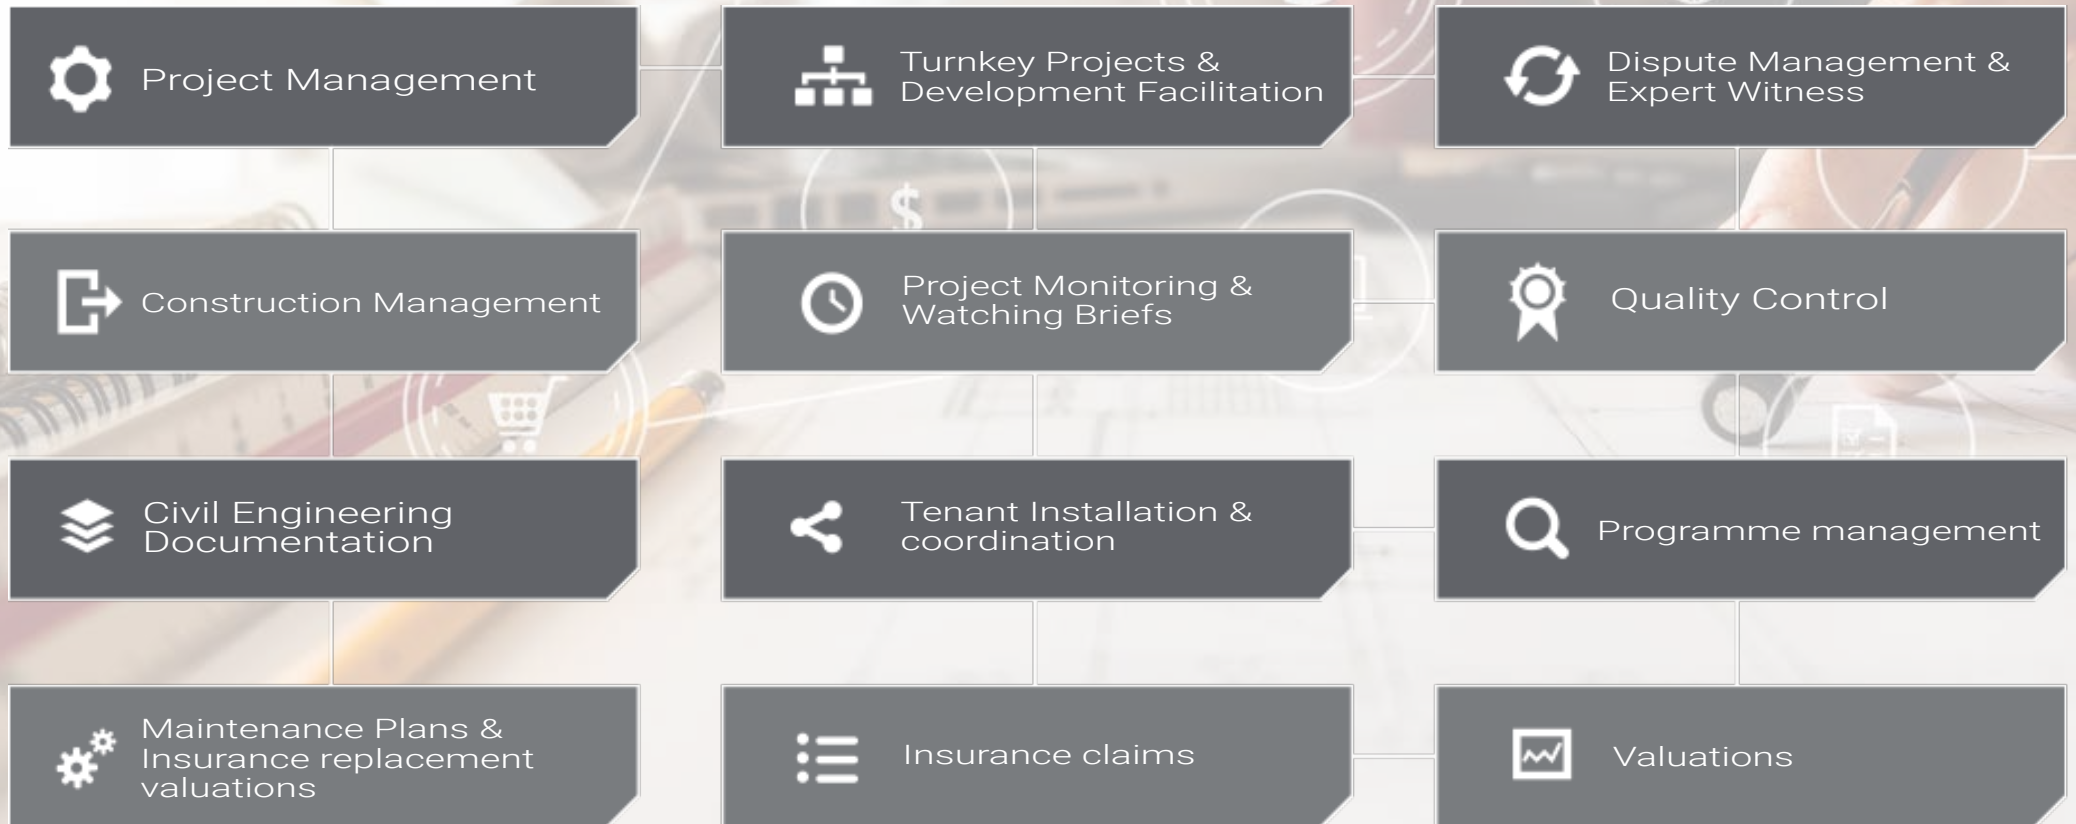 Project Management
Turnkey Projects &
Development Facilitation
Dispute Management &
Expert Witness
Construction Management
Project Monitoring &
Watching Briefs
Quality Control
Civil Engineering
Documentation
Tenant Installation &
coordination
Programme management
Maintenance Plans &
Insurance replacement
valuations
Insurance claims
Valuations
$